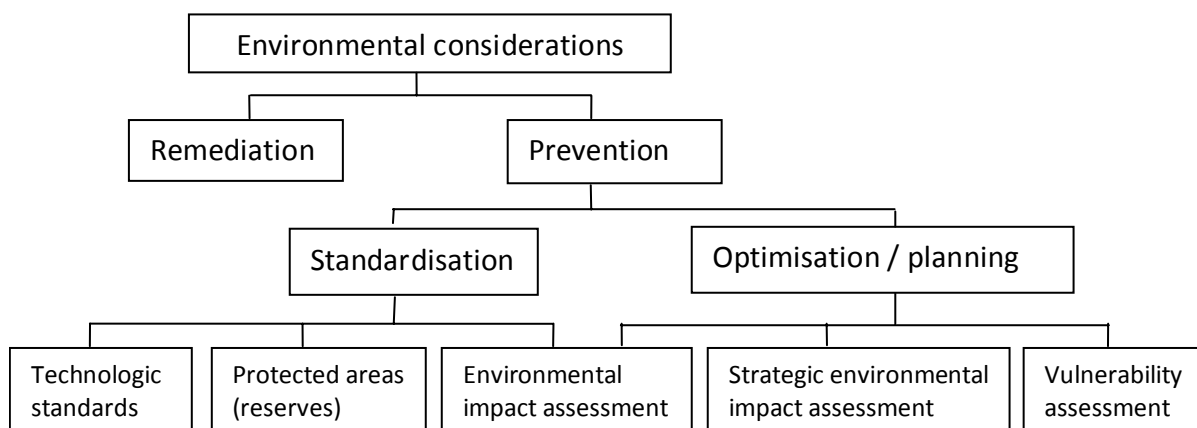 Environmental considerations
Remediation
Prevention
Standardisation
Optimisation / planning
Technologic
standards
Protected areas
(reserves)
Environmental
impact assessment
Strategic environmental
impact assessment
Vulnerability
assessment